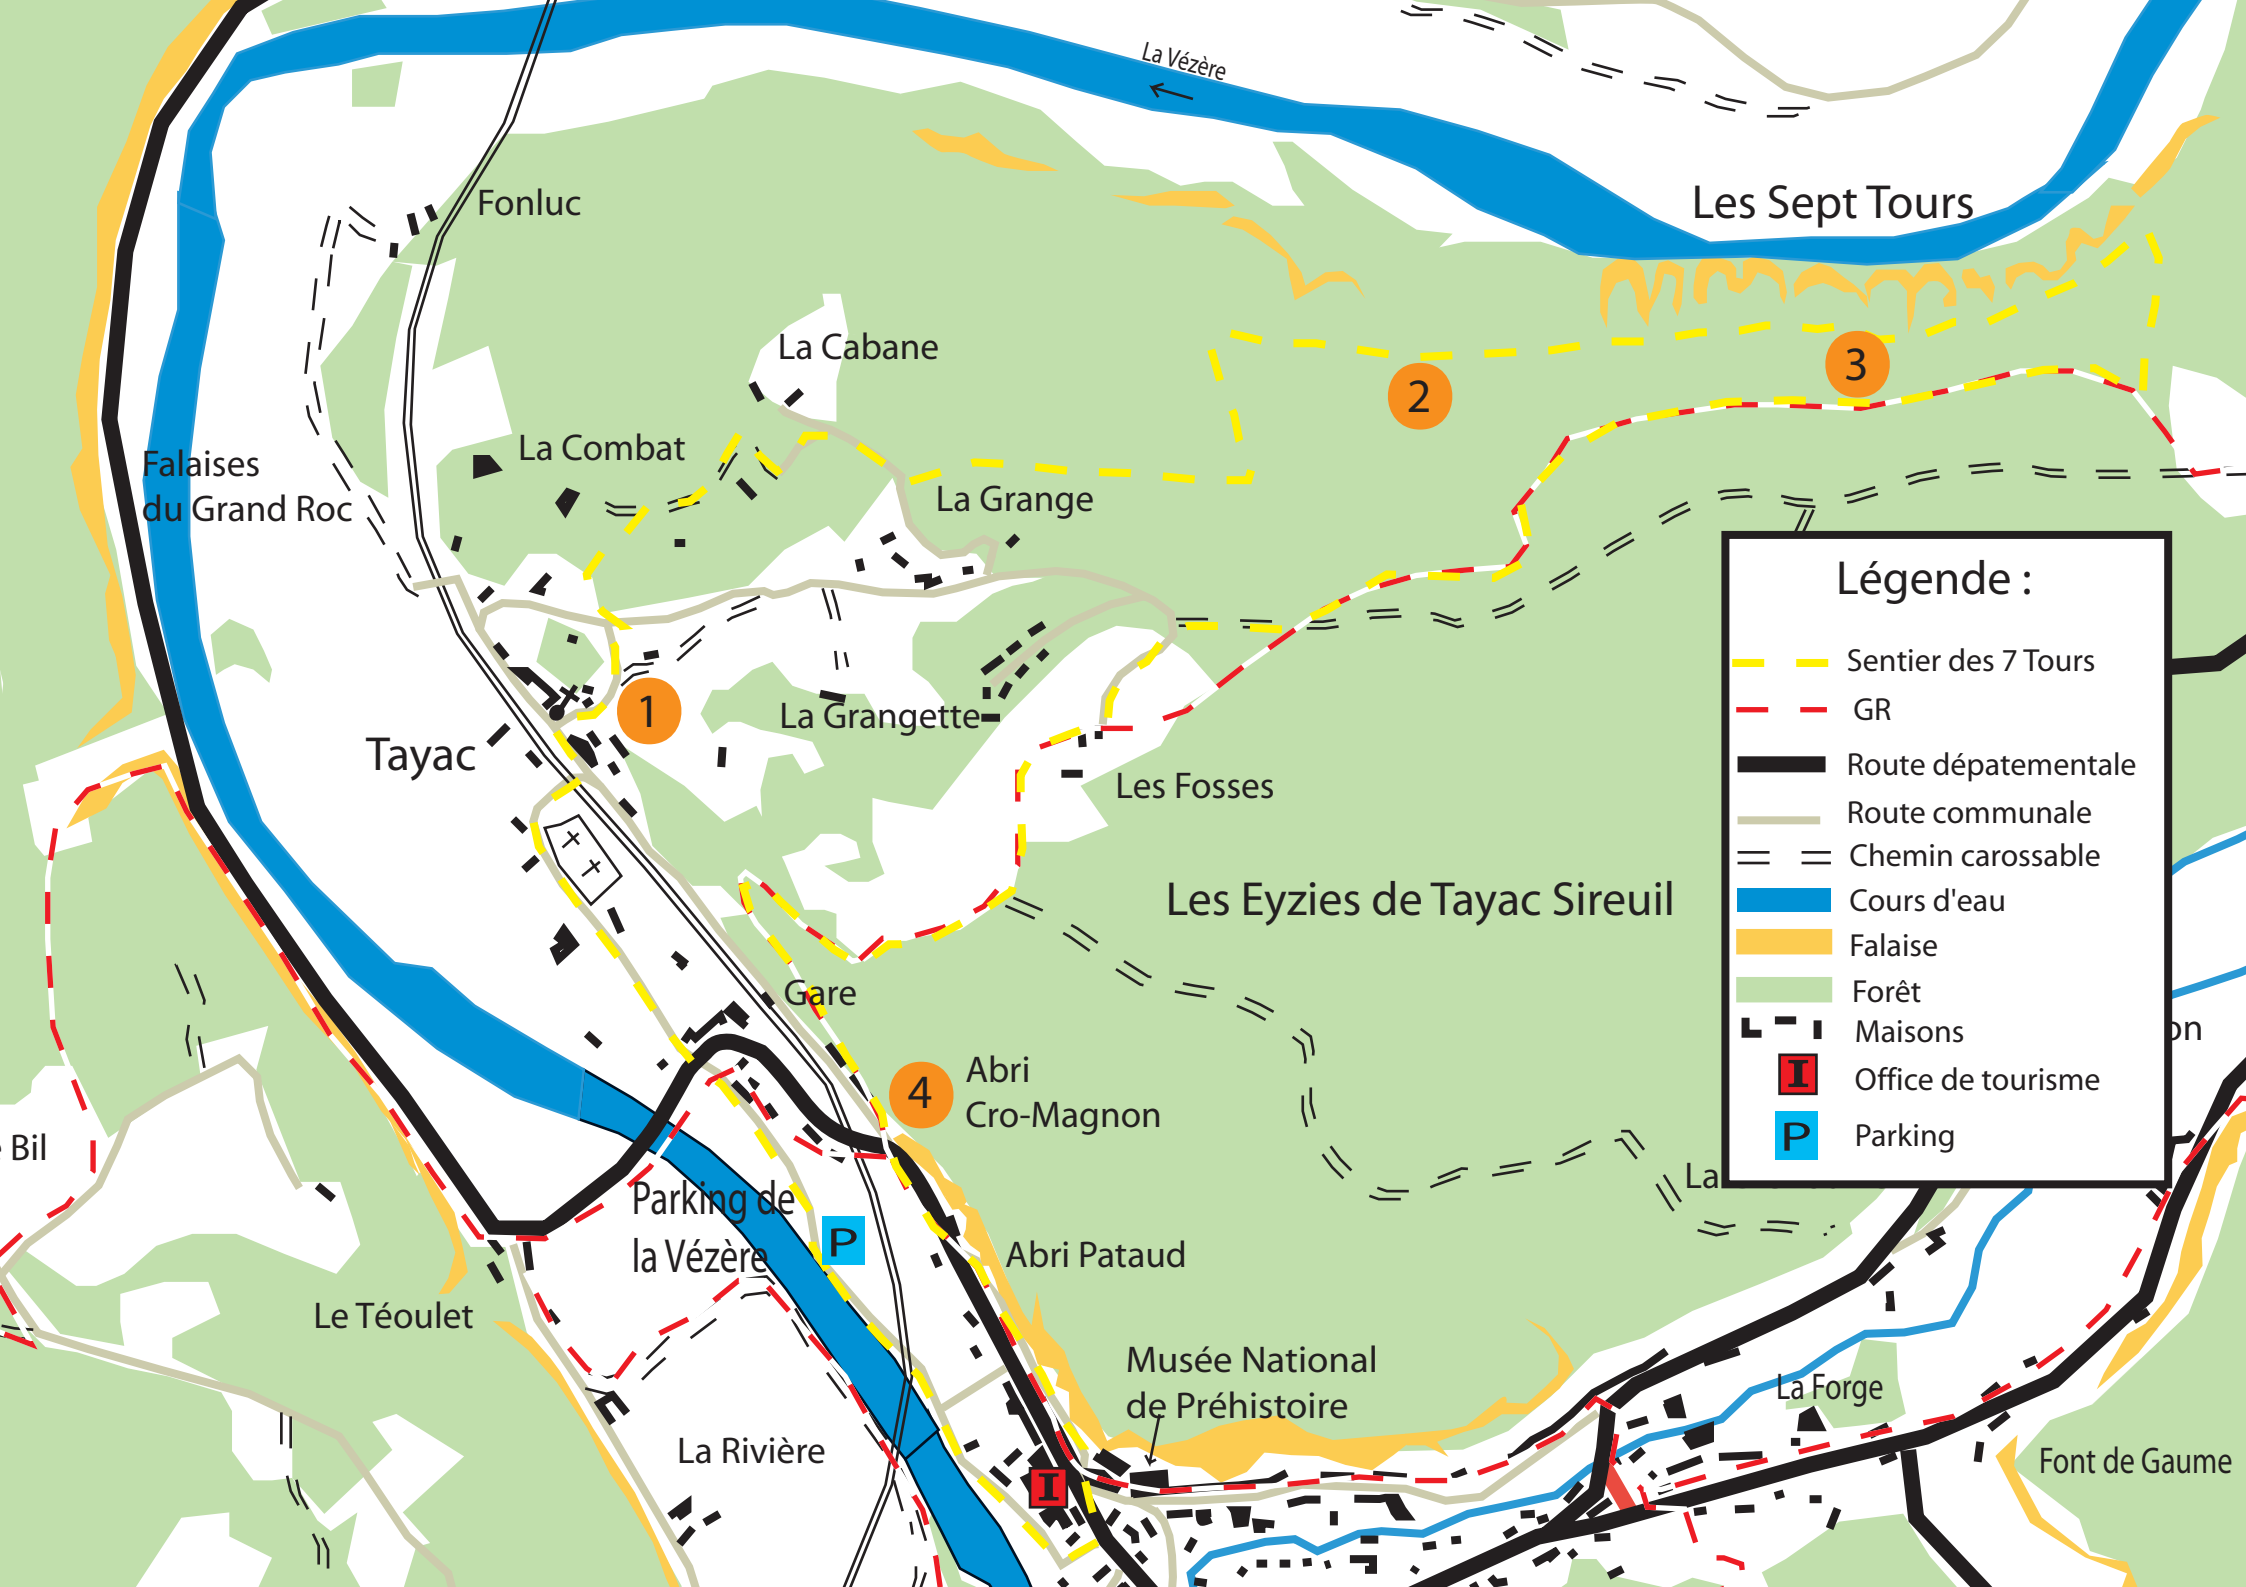 La Vézère
Les Sept Tours
Fonluc
La Cabane
3
2
La Combat
Falaises
du Grand Roc
La Grange
Légende :
Sentier des 7 Tours
GR
Route dépatementale
Route communale
Chemin carossable
Cours d'eau
Falaise
Forêt
Maisons
I Office de tourisme
P Parking
1
La Grangette
Tayac
Les Fosses
Les Eyzies de Tayac Sireuil
Gare
on
4
Abri
Cro-Magnon
Bil
La
Parking de
la Vézère
P
Abri Pataud
Le Téoulet
Musée National
de Préhistoire
La Forge
La Rivière
Font de Gaume
I